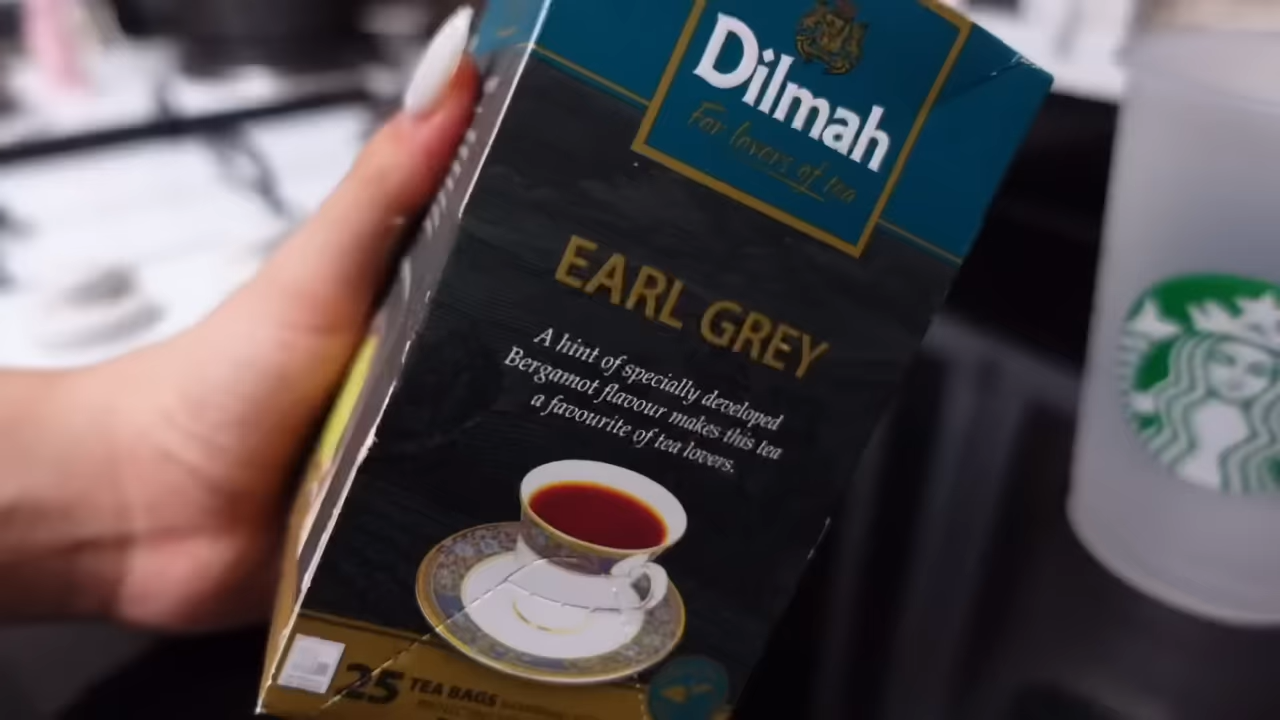 Dilmah
For lovers of tea
EARL GREY
A hint of specially developed
Bergamot flavour makes this tea
a favourite of tea lovers.
25 TEA BAGS